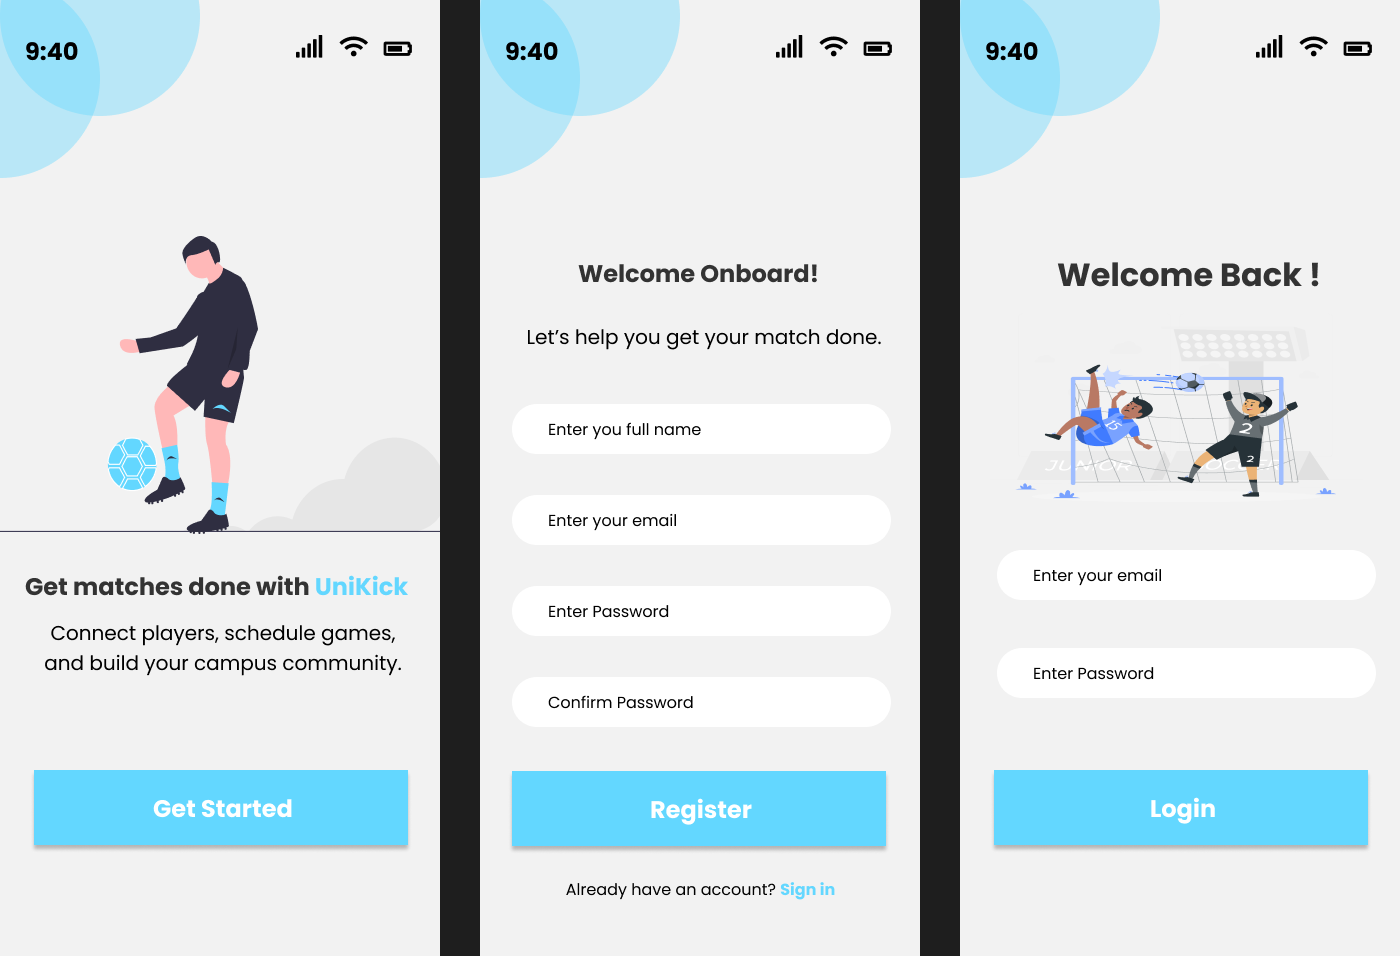 9:40
Get matches done with UniKick
Connect players, schedule games,
and build your campus community.
Get Started
9:40
Welcome Onboard!
Let's help you get your match done.
Enter you full name
Enter your email
Enter Password
Confirm Password
Register
Already have an account? Sign in
9:40
Welcome Back !
15
2
2
JUNIOR
Enter your email
Enter Password
Login